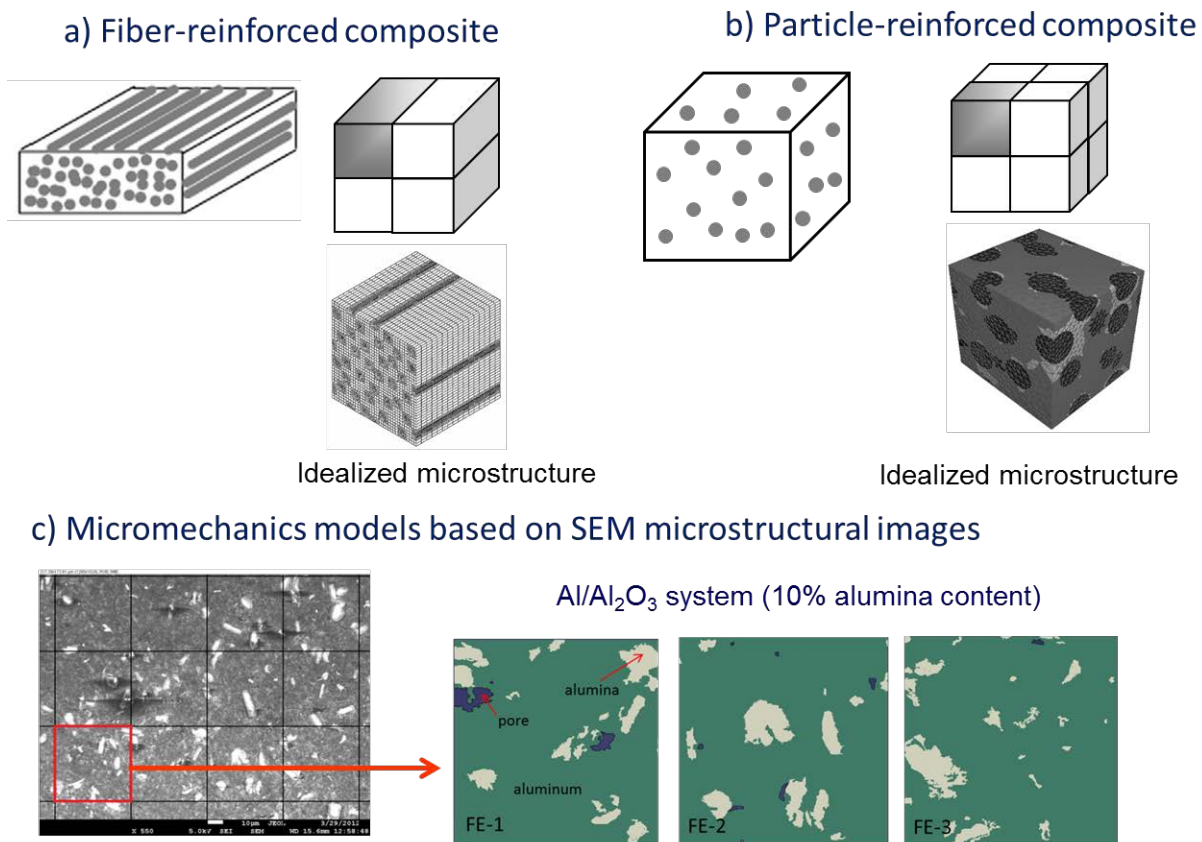 a) Fiber-reinforced composite
b) Particle-reinforced composite
Idealized microstructure
Idealized microstructure
c) Micromechanics models based on SEM microstructural images
Al/Al₂O₃ system (10% alumina content)
alumina
pore
aluminum
FE-1
FE-2
FE-3
10μm JEOL 3/29/2012
X 550 5.0kV SEI SEM WD 15.6mm 12:58:48